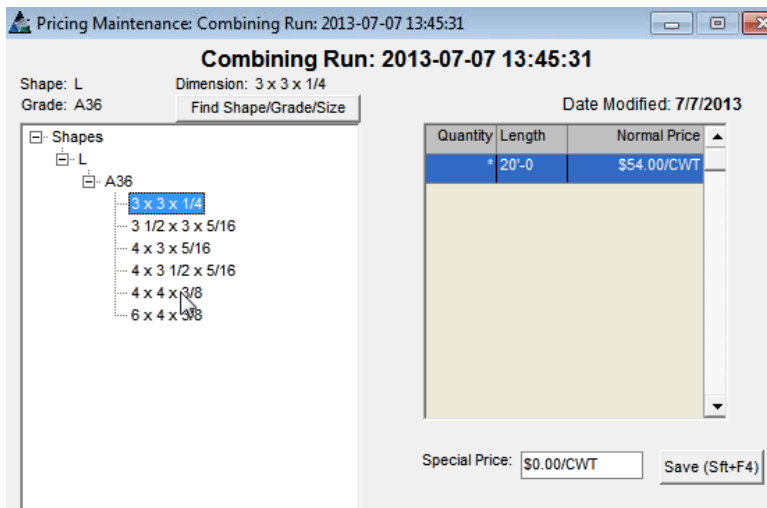 Pricing Maintenance: Combining Run: 2013-07-07 13:45:31
Combining Run: 2013-07-07 13:45:31
Shape: L Dimension: 3 x 3 x 1/4
Grade: A36 Find Shape/Grade/Size Date Modified: 7/7/2013
Shapes
L
A36
3 x 3 x 1/4
3 1/2 x 3 x 5/16
4 x 3 x 5/16
4 x 3 1/2 x 5/16
4 x 4 x 3/8
6 x 4 x 3/8
Quantity Length Normal Price
* 20'-0 $54.00/CWT
Special Price: $0.00/CWT Save (Sft+F4)